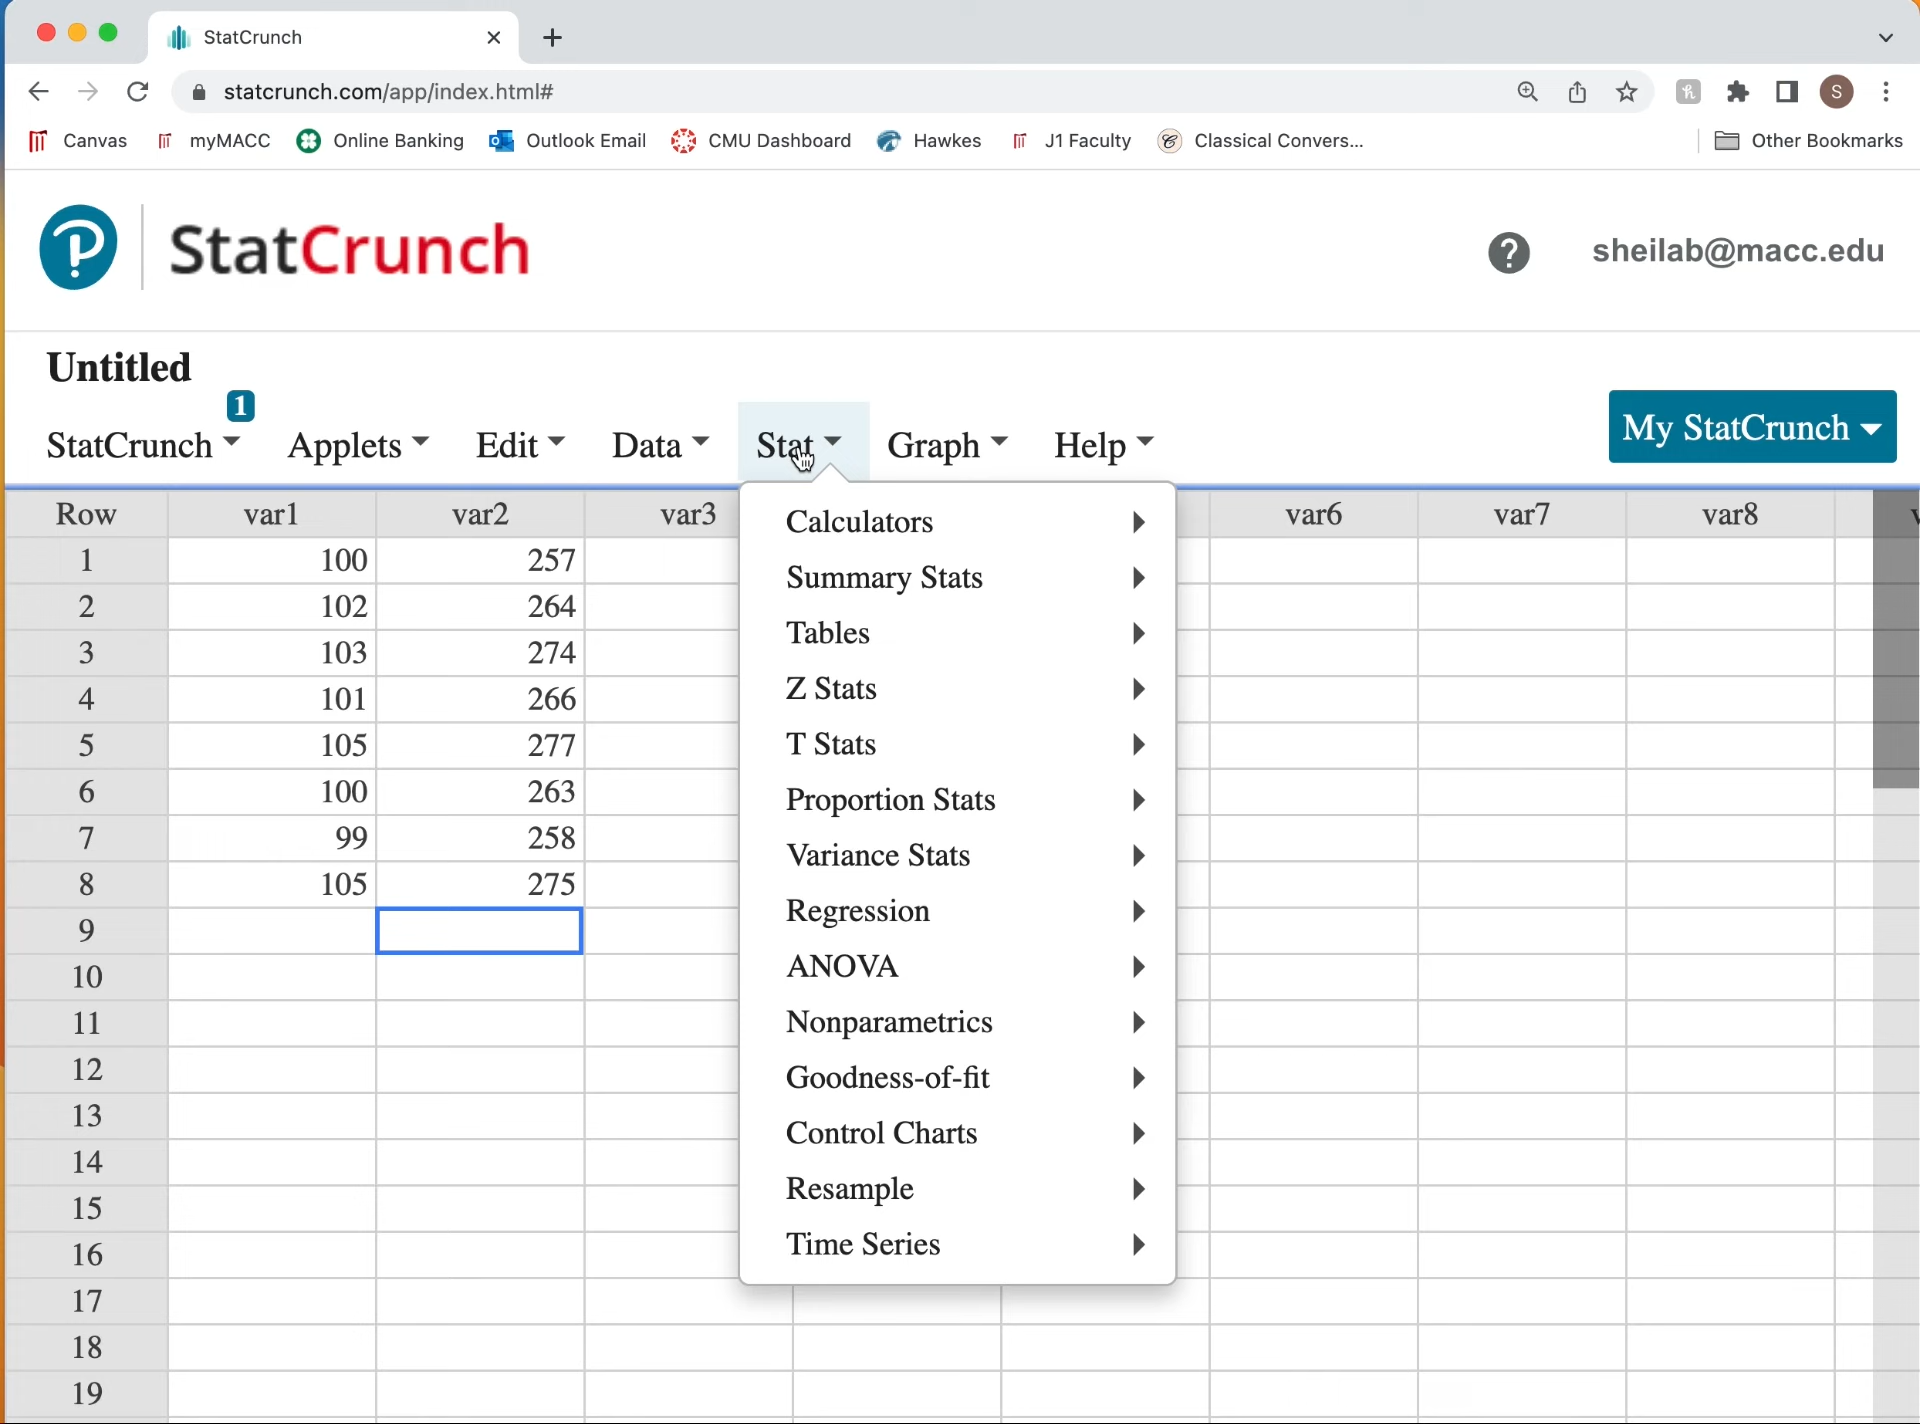 StatCrunch
statcrunch.com/app/index.html# S
Canvas myMACC Online Banking Outlook Email CMU Dashboard Hawkes J1 Faculty Classical Convers... Other Bookmarks
StatCrunch ? sheilab@macc.edu
Untitled
1
StatCrunch Applets Edit Data Stat Graph Help My StatCrunch
Row var1 var2 var3 var6 var7 var8
1 100 257
2 102 264
3 103 274
4 101 266
5 105 277
6 100 263
7 99 258
8 105 275
9
10
11
12
13
14
15
16
17
18
19
Calculators
Summary Stats
Tables
Z Stats
T Stats
Proportion Stats
Variance Stats
Regression
ANOVA
Nonparametrics
Goodness-of-fit
Control Charts
Resample
Time Series